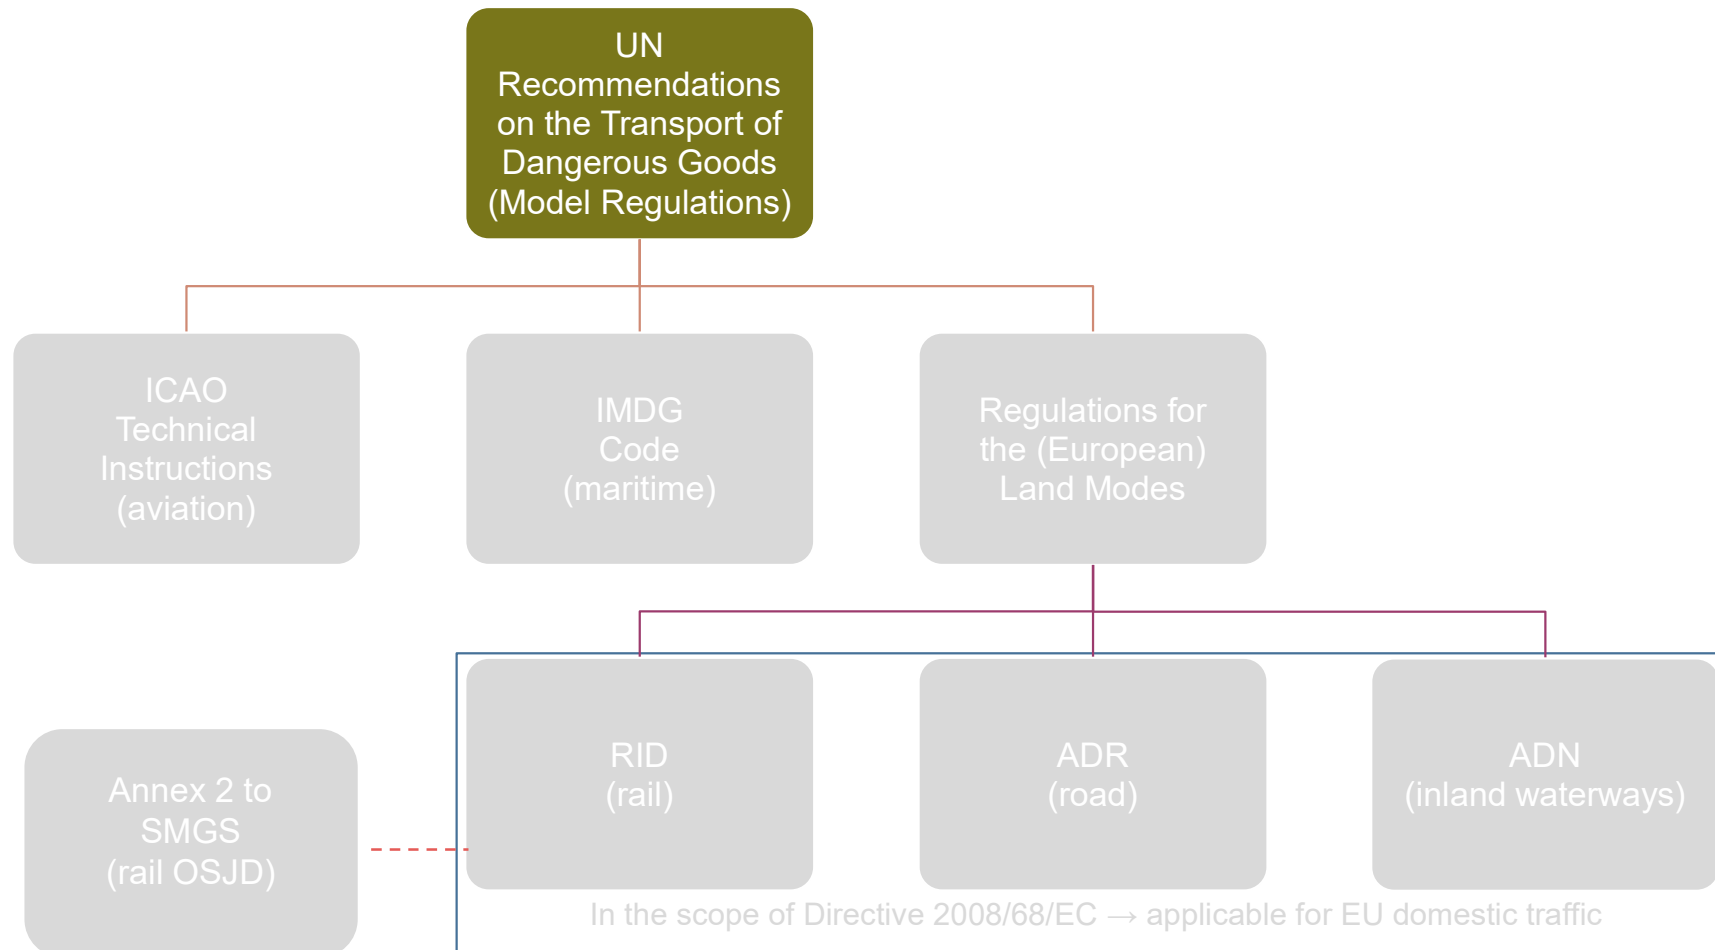 UN
Recommendations
on the Transport of
Dangerous Goods
(Model Regulations)
ICAO
Technical
Instructions
(aviation)
IMDG
Code
(maritime)
Regulations for
the (European)
Land Modes
Annex 2 to
SMGS
(rail OSJD)
RID
(rail)
ADR
(road)
ADN
(inland waterways)
In the scope of Directive 2008/68/EC → applicable for EU domestic traffic